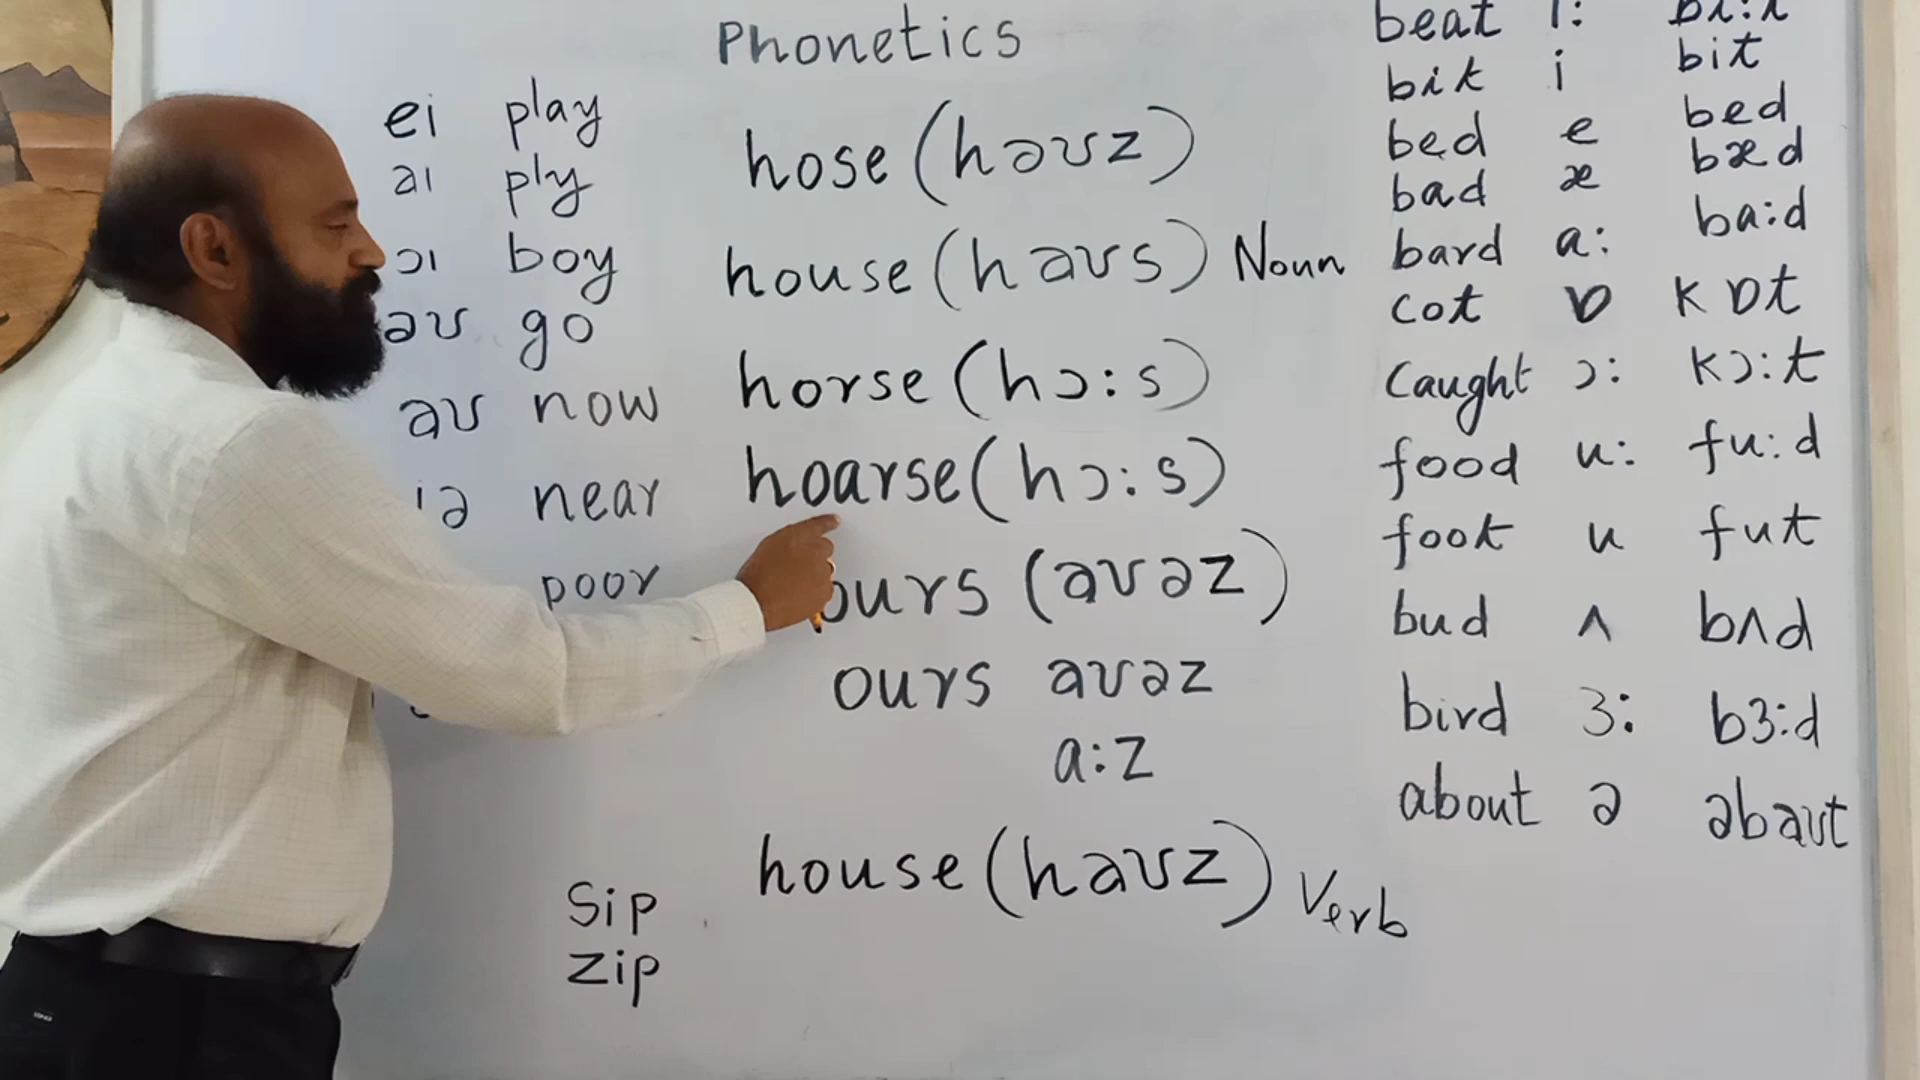 Phonetics
ei play
aı ply
ɔı boy
əʊ go
aʊ now
ıə near
poor
hose (həʊz)
house (haʊs) Noun
horse (hɔ:s)
hoarse (hɔ:s)
ours (aʊəz)
ours aʊəz
a:z
house (haʊz) Verb
Sip
zip
beat
bit i bit
bed e bed
bad æ bæd
bard a: ba:d
cot ɒ kɒt
caught ɔ: kɔ:t
food u: fu:d
foot u fut
bud ʌ bʌd
bird 3: b3:d
about ə əbaʊt